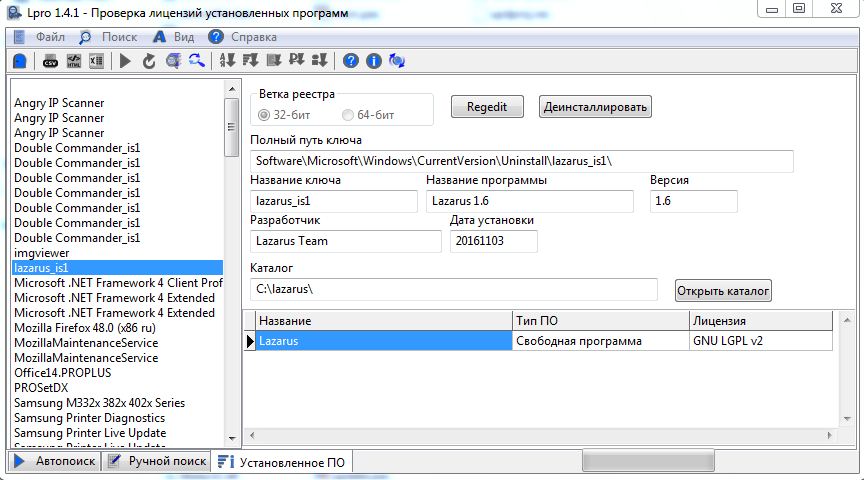 Lpro 1.4.1 - Проверка лицензий установленных программ
Файл Поиск Вид Справка
Angry IP Scanner
Angry IP Scanner
Angry IP Scanner
Double Commander_is1
Double Commander_is1
Double Commander_is1
Double Commander_is1
Double Commander_is1
Double Commander_is1
Double Commander_is1
imgviewer
lazarus_is1
Microsoft .NET Framework 4 Client Prof
Microsoft .NET Framework 4 Extended
Microsoft .NET Framework 4 Extended
Mozilla Firefox 48.0 (x86 ru)
MozillaMaintenanceService
MozillaMaintenanceService
Office14.PROPLUS
PROSetDX
Samsung M332x 382x 402x Series
Samsung Printer Diagnostics
Samsung Printer Live Update
Samsung Printer Live Update
Ветка реестра
32-бит 64-бит
Regedit
Деинсталлировать
Полный путь ключа
Software\Microsoft\Windows\CurrentVersion\Uninstall\lazarus_is1\
Название ключа Название программы Версия
lazarus_is1 Lazarus 1.6 1.6
Разработчик Дата установки
Lazarus Team 20161103
Каталог
C:\lazarus\
Открыть каталог
Название Тип ПО Лицензия
Lazarus Свободная программа GNU LGPL v2
Автопоиск Ручной поиск Установленное ПО